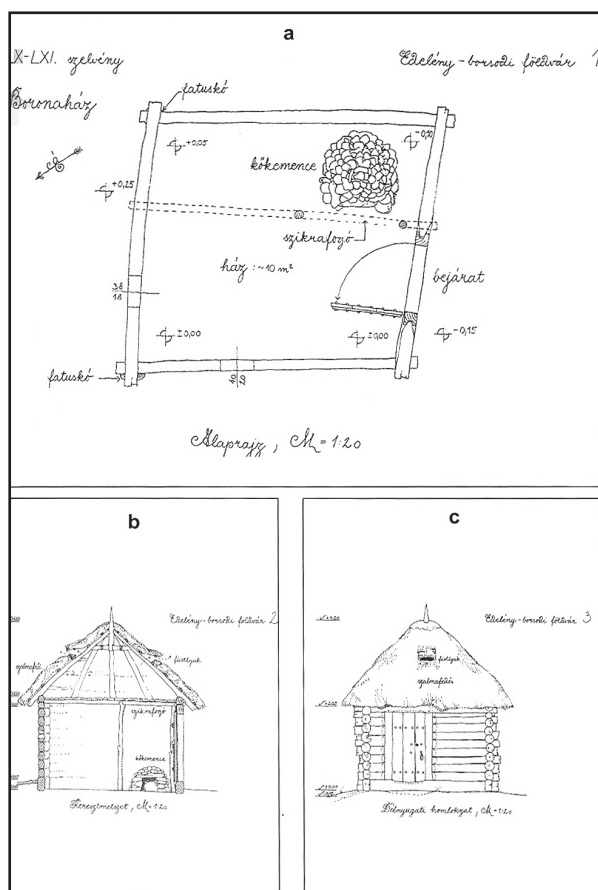 a
X-LXI. szelvény
Edelény-borsodi földvár 1
Boronaház
fatuskó
+0,05
-0,10
kőkemence
+0,25
szikrafogó
ház: ~10 m²
bejárat
38
18
±0,00
±0,00
-0,15
fatuskó
40
20
Alaprajz, M=1:20
b
c
Edelény-borsodi földvár 2
Edelény-borsodi földvár 3
füstlyuk
szalmafedés
füstlyuk
szalmafedés
szikrafogó
kőkemence
Keresztmetszet, M=1:20
Délnyugati homlokzat, M=1:20